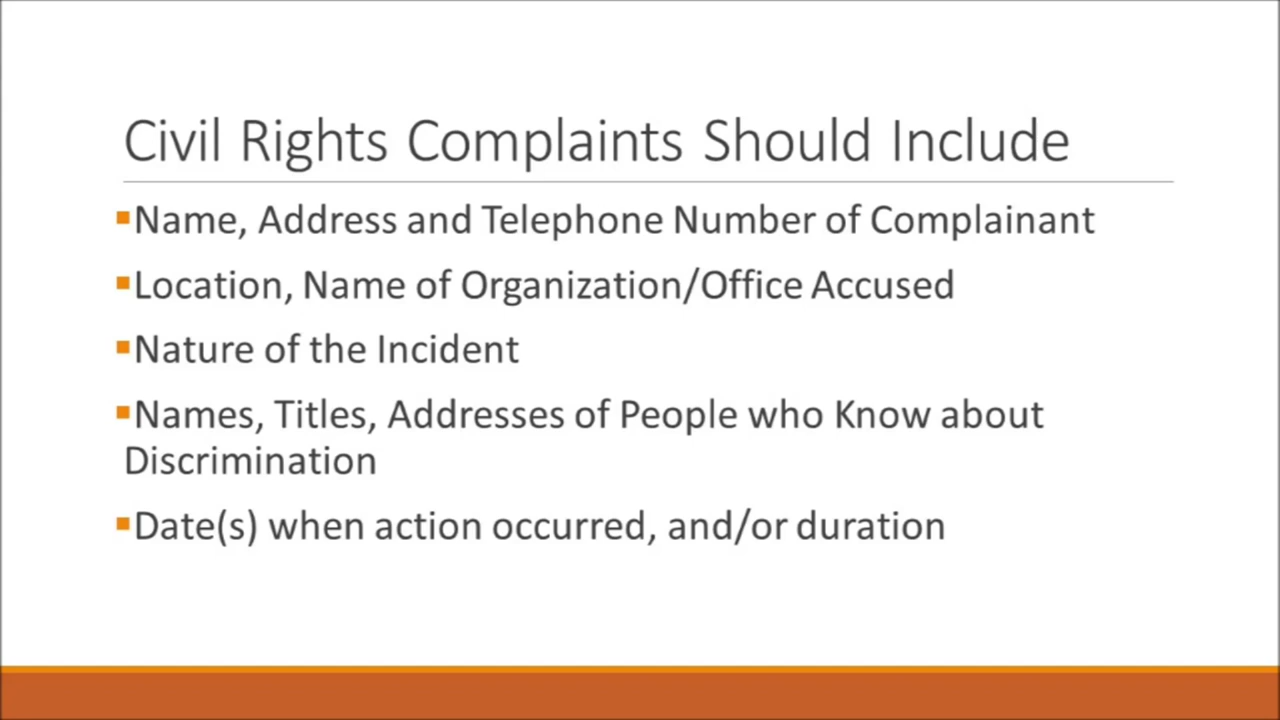 Civil Rights Complaints Should Include
▪Name, Address and Telephone Number of Complainant
▪Location, Name of Organization/Office Accused
▪Nature of the Incident
▪Names, Titles, Addresses of People who Know about
Discrimination
▪Date(s) when action occurred, and/or duration